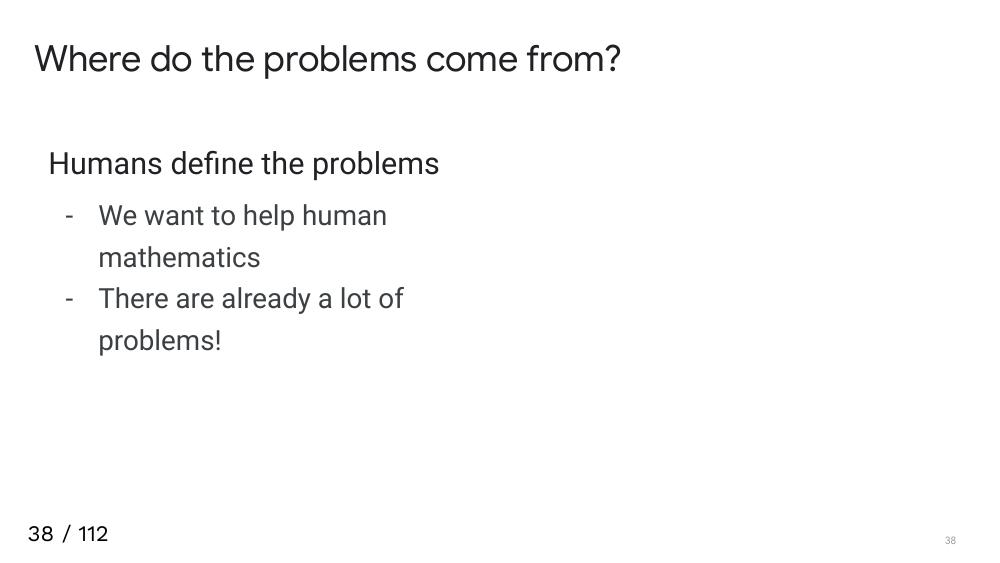 Where do the problems come from?
Humans define the problems
- We want to help human
mathematics
- There are already a lot of
problems!
38 / 112
38